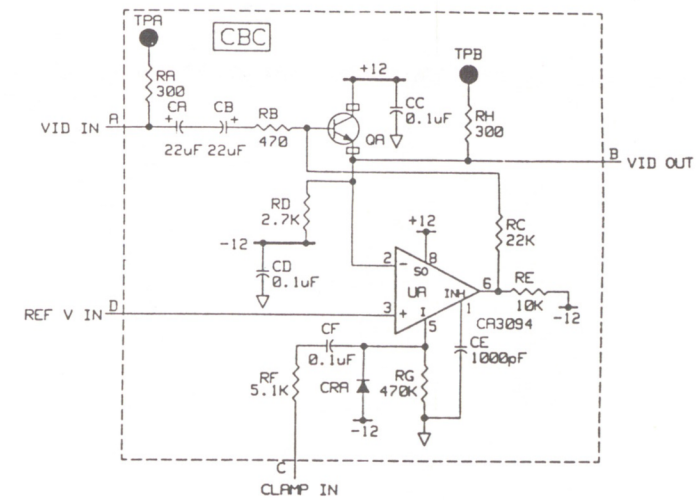 TPA
CBC
TPB
+12
RA
300
CA
CB
RB
+
+
CC
0.1uF
RH
300
A
VID IN
22uF
22uF
470
QA
B
VID OUT
RD
2.7K
+12
RC
22K
-12
8
CD
0.1uF
2
-
SO
UA
6
RE
10K
-12
D
REF V IN
3
+
I
INH
1
5
CA3094
CF
0.1uF
CE
1000pF
RF
5.1K
CRA
RG
470K
-12
C
CLAMP IN